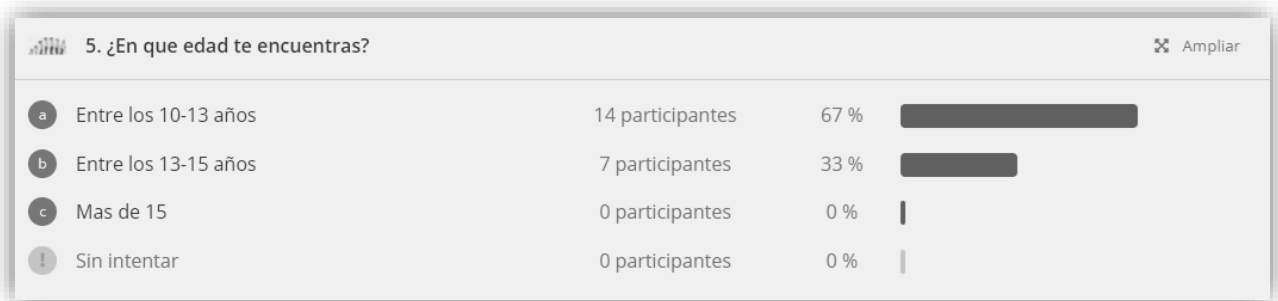 5. ¿En que edad te encuentras? Ampliar
a Entre los 10-13 años 14 participantes 67 %
b Entre los 13-15 años 7 participantes 33 %
c Mas de 15 0 participantes 0 %
! Sin intentar 0 participantes 0 %